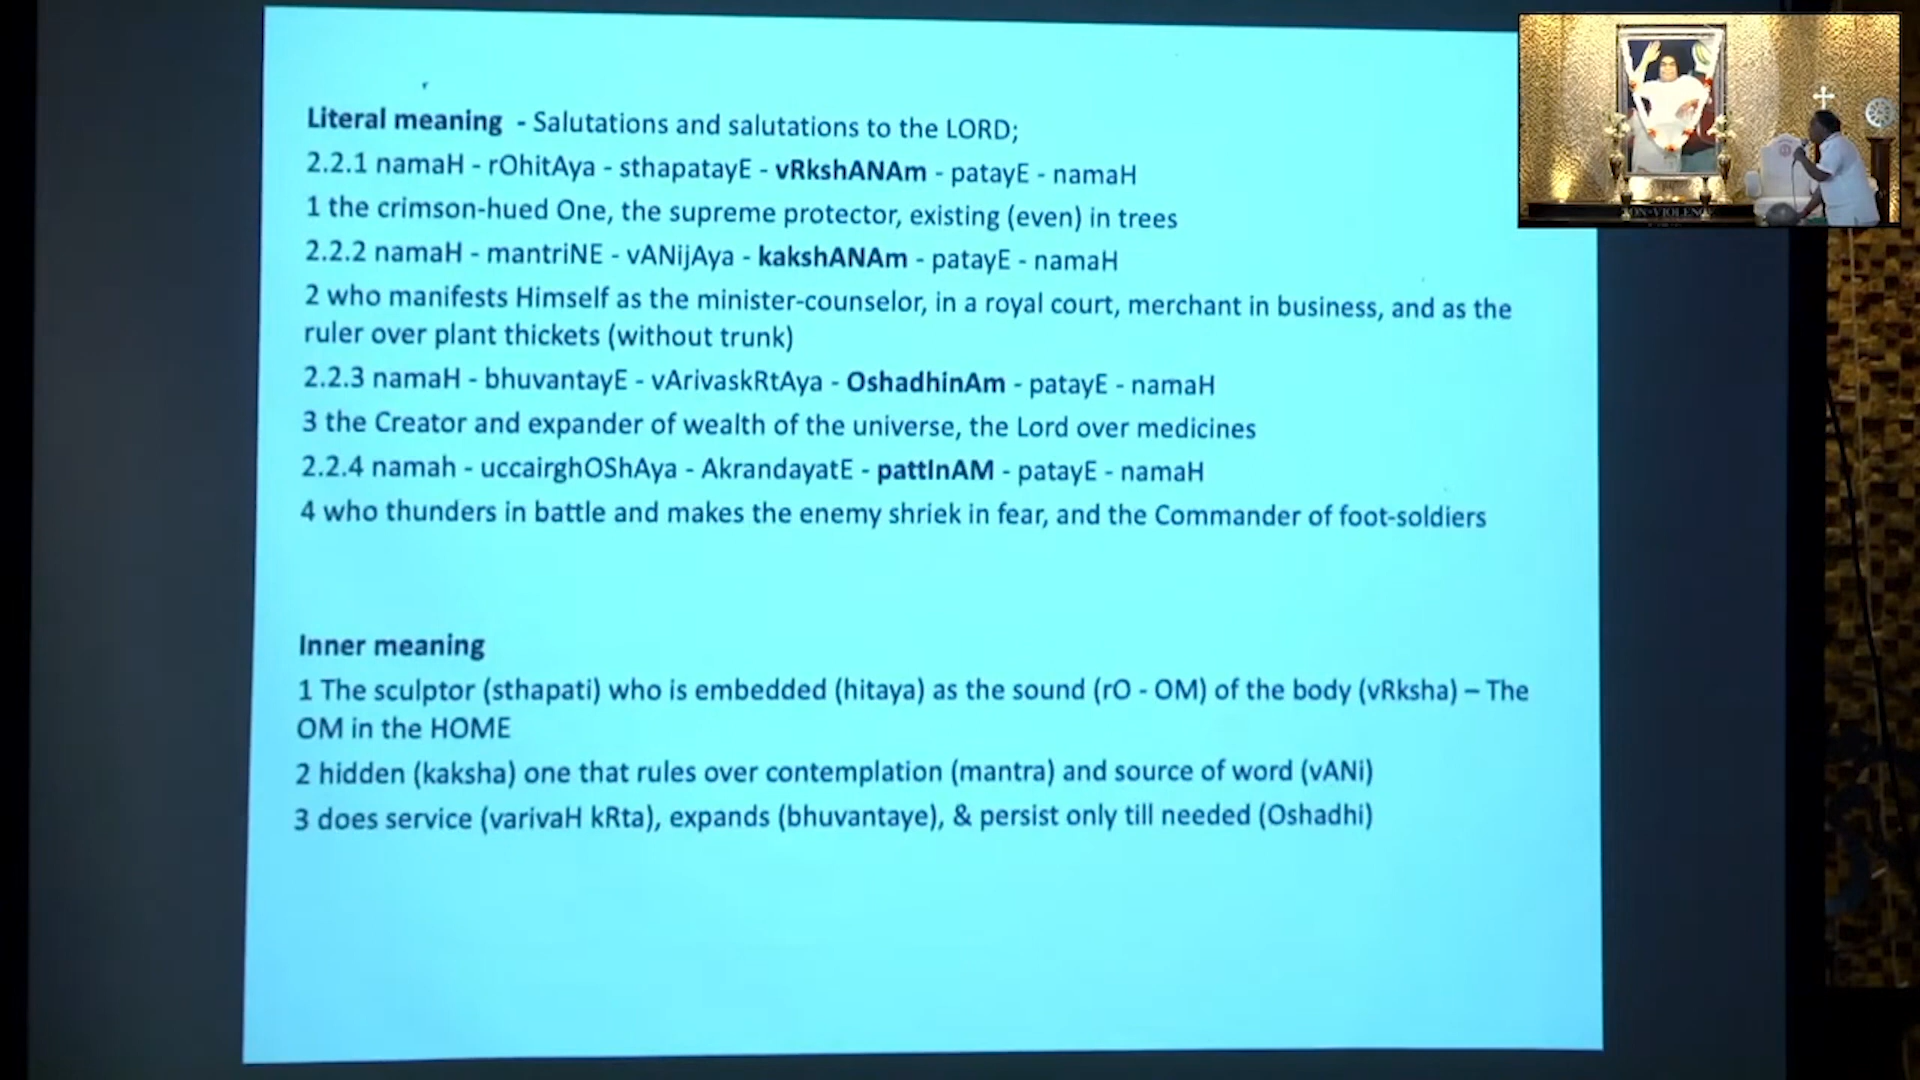 Literal meaning - Salutations and salutations to the LORD;
2.2.1 namaH - rOhitAya - sthapatayE - vRkshANAm - patayE - namaH
1 the crimson-hued One, the supreme protector, existing (even) in trees
2.2.2 namaH - mantriNE - vANijAya - kakshANAm - patayE - namaH
2 who manifests Himself as the minister-counselor, in a royal court, merchant in business, and as the
ruler over plant thickets (without trunk)
2.2.3 namaH - bhuvantayE - vArivaskRtAya - OshadhinAm - patayE - namaH
3 the Creator and expander of wealth of the universe, the Lord over medicines
2.2.4 namah - uccairghOShAya - AkrandayatE - pattInAM - patayE - namaH
4 who thunders in battle and makes the enemy shriek in fear, and the Commander of foot-soldiers
Inner meaning
1 The sculptor (sthapati) who is embedded (hitaya) as the sound (rO - OM) of the body (vRksha) – The
OM in the HOME
2 hidden (kaksha) one that rules over contemplation (mantra) and source of word (vANi)
3 does service (varivaH kRta), expands (bhuvantaye), & persist only till needed (Oshadhi)
NON-VIOLENCE